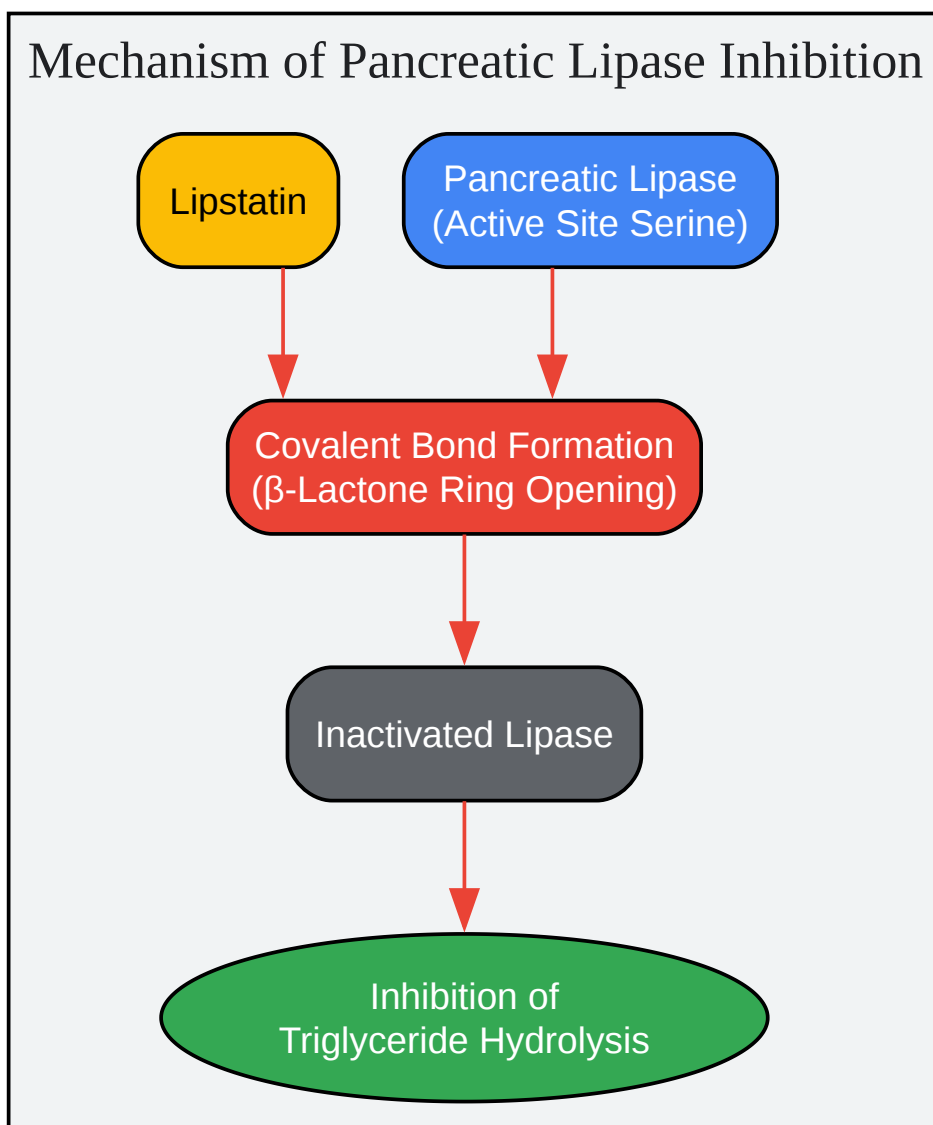 Mechanism of Pancreatic Lipase Inhibition
Lipstatin
Pancreatic Lipase
(Active Site Serine)
Covalent Bond Formation
(β-Lactone Ring Opening)
Inactivated Lipase
Inhibition of
Triglyceride Hydrolysis